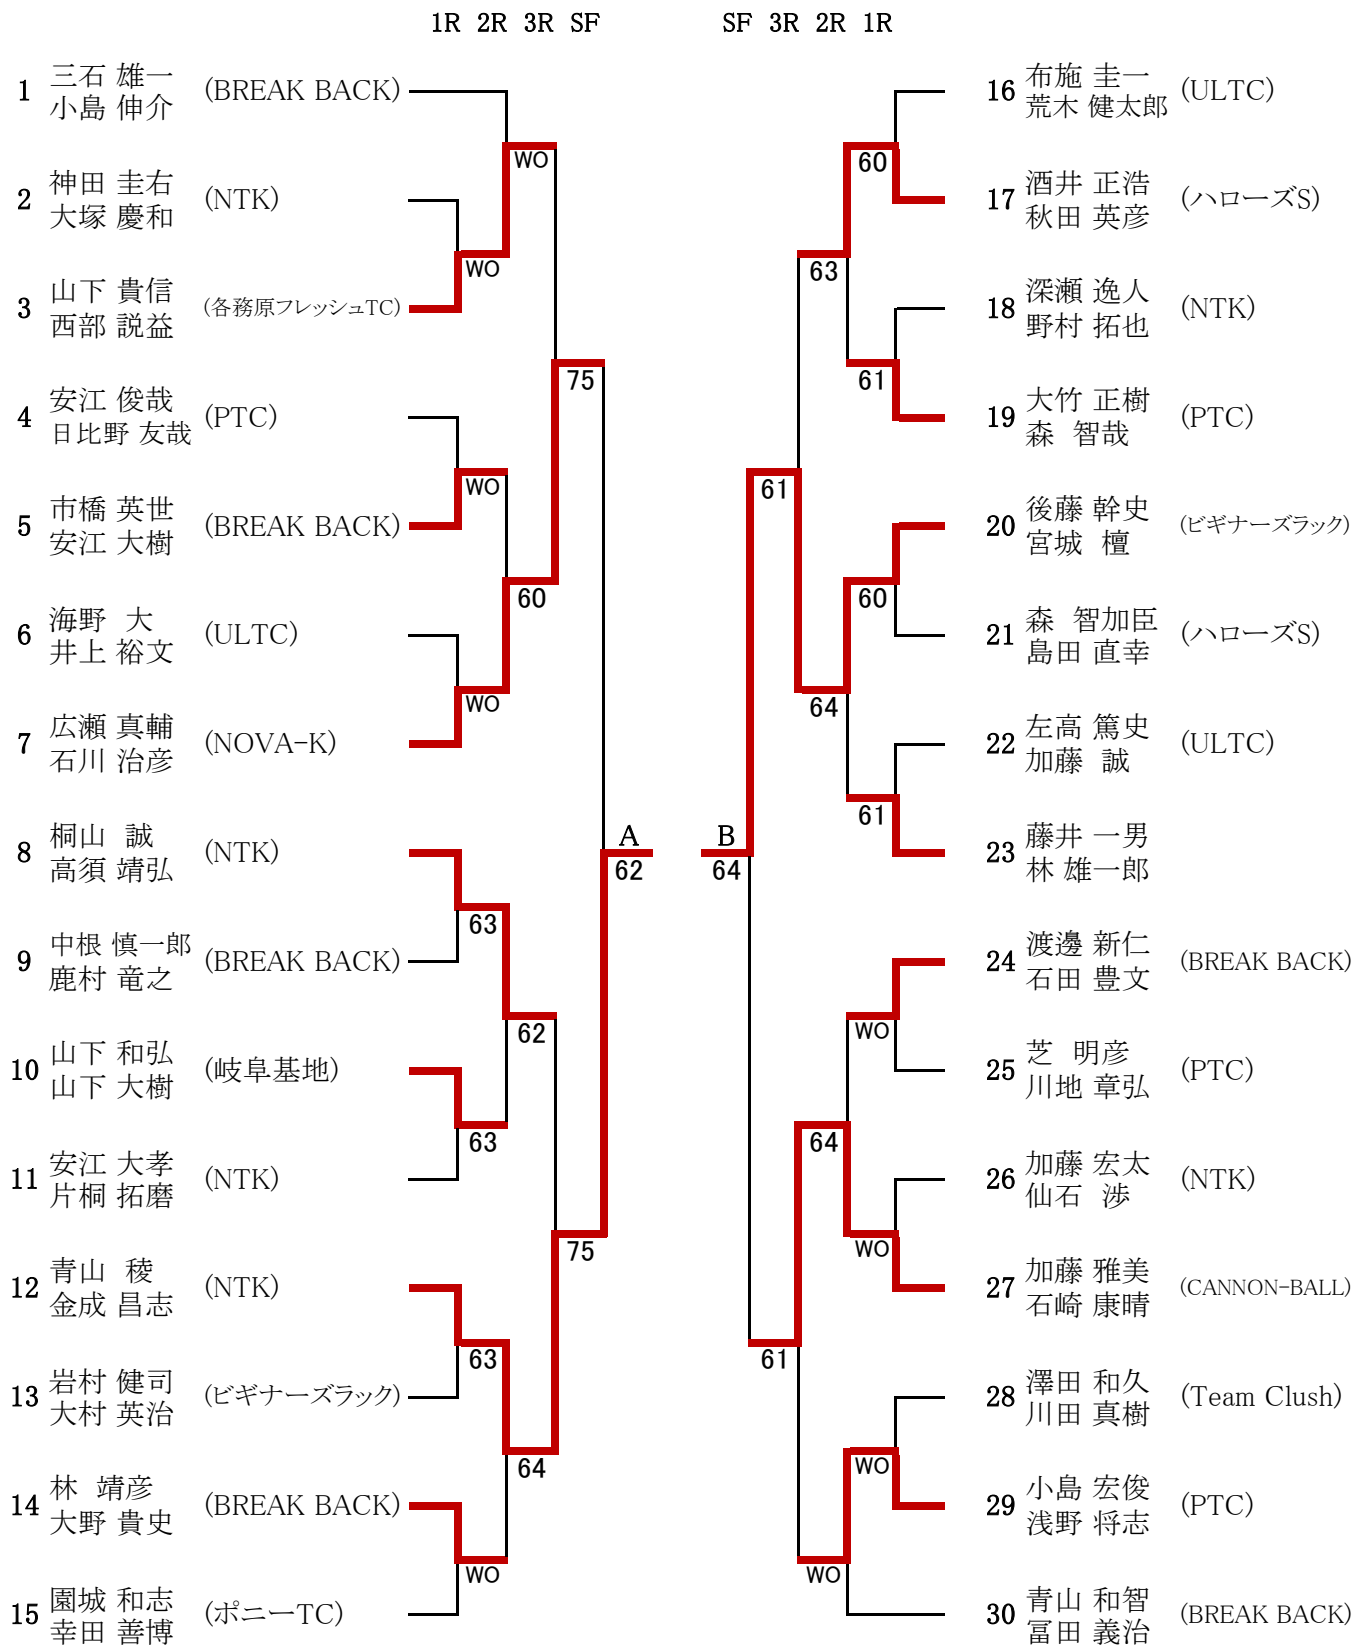 1R 2R 3R SF
SF 3R 2R 1R
1 三石 雄一 小島 伸介 (BREAK BACK)
2 神田 圭右 大塚 慶和 (NTK)
3 山下 貴信 西部 説益 (各務原フレッシュTC)
4 安江 俊哉 日比野 友哉 (PTC)
5 市橋 英世 安江 大樹 (BREAK BACK)
6 海野 大 井上 裕文 (ULTC)
7 広瀬 真輔 石川 治彦 (NOVA-K)
8 桐山 誠 高須 靖弘 (NTK)
9 中根 慎一郎 鹿村 竜之 (BREAK BACK)
10 山下 和弘 山下 大樹 (岐阜基地)
11 安江 大孝 片桐 拓磨 (NTK)
12 青山 稜 金成 昌志 (NTK)
13 岩村 健司 大村 英治 (ビギナーズラック)
14 林 靖彦 大野 貴史 (BREAK BACK)
15 園城 和志 幸田 善博 (ポニーTC)
WO
WO
WO
63
63
63
WO
WO
60
62
64
75
75
A
62
B
64
61
61
63
64
64
WO
60
61
60
61
WO
WO
WO
16 布施 圭一 荒木 健太郎 (ULTC)
17 酒井 正浩 秋田 英彦 (ハローズS)
18 深瀬 逸人 野村 拓也 (NTK)
19 大竹 正樹 森 智哉 (PTC)
20 後藤 幹史 宮城 檀 (ビギナーズラック)
21 森 智加臣 島田 直幸 (ハローズS)
22 左高 篤史 加藤 誠 (ULTC)
23 藤井 一男 林 雄一郎
24 渡邊 新仁 石田 豊文 (BREAK BACK)
25 芝 明彦 川地 章弘 (PTC)
26 加藤 宏太 仙石 渉 (NTK)
27 加藤 雅美 石崎 康晴 (CANNON-BALL)
28 澤田 和久 川田 真樹 (Team Clush)
29 小島 宏俊 浅野 将志 (PTC)
30 青山 和智 冨田 義治 (BREAK BACK)